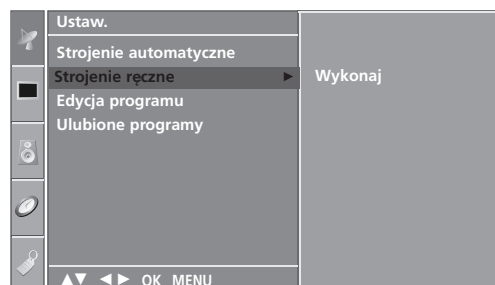 Ustaw.
Strojenie automatyczne
Strojenie ręczne ► Wykonaj
Edycja programu
Ulubione programy
▲▼ ◄► OK MENU